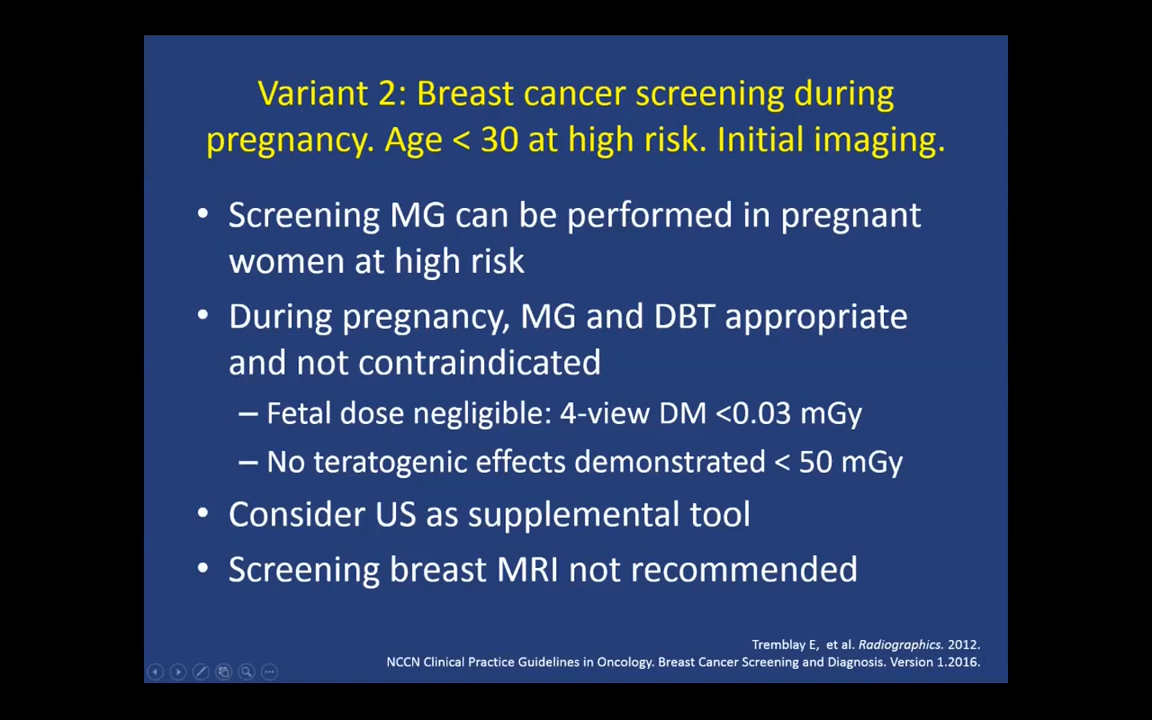 Variant 2: Breast cancer screening during
pregnancy. Age < 30 at high risk. Initial imaging.
• Screening MG can be performed in pregnant
women at high risk
• During pregnancy, MG and DBT appropriate
and not contraindicated
– Fetal dose negligible: 4-view DM <0.03 mGy
– No teratogenic effects demonstrated < 50 mGy
• Consider US as supplemental tool
• Screening breast MRI not recommended
Tremblay E, et al. Radiographics. 2012.
NCCN Clinical Practice Guidelines in Oncology. Breast Cancer Screening and Diagnosis. Version 1.2016.